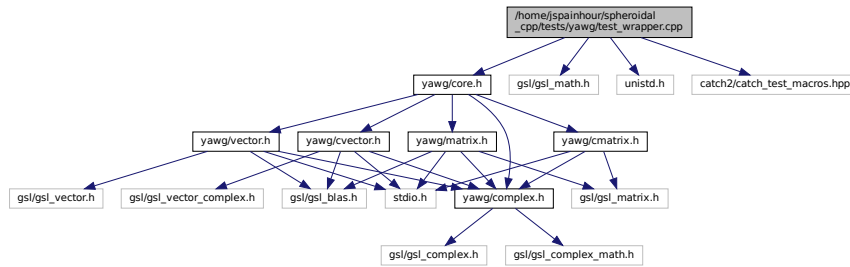 /home/jspainhour/spheroidal
_cpp/tests/yawg/test_wrapper.cpp
yawg/core.h
gsl/gsl_math.h
unistd.h
catch2/catch_test_macros.hpp
yawg/vector.h
yawg/cvector.h
yawg/matrix.h
yawg/cmatrix.h
gsl/gsl_vector.h
gsl/gsl_vector_complex.h
gsl/gsl_blas.h
stdio.h
yawg/complex.h
gsl/gsl_matrix.h
gsl/gsl_complex.h
gsl/gsl_complex_math.h